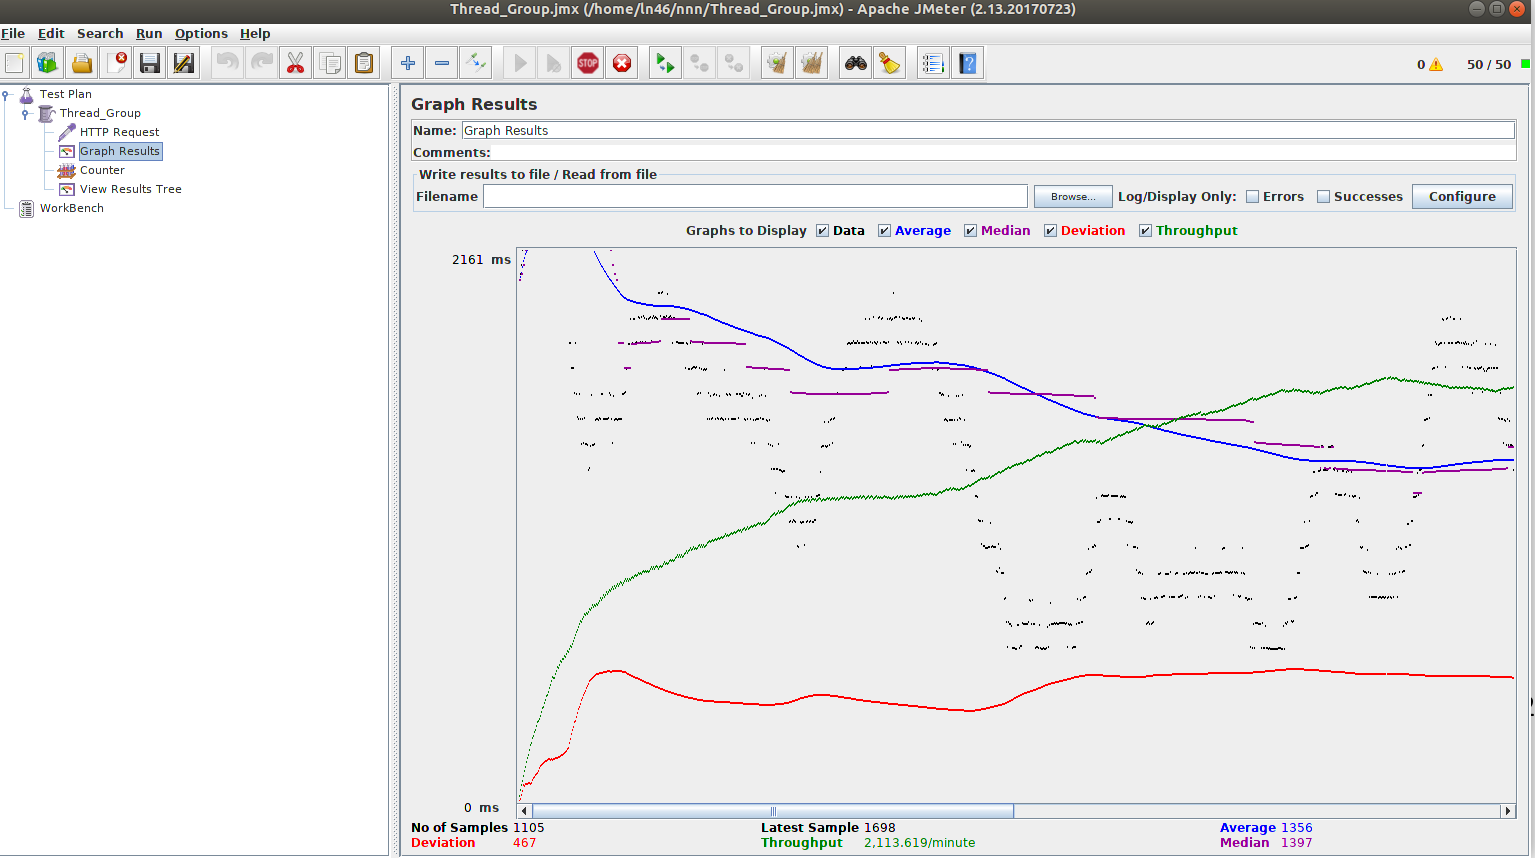 Thread_Group.jmx (/home/ln46/nnn/Thread_Group.jmx) - Apache JMeter (2.13.20170723)
File Edit Search Run Options Help
STOP
0 50 / 50
Test Plan
Thread_Group
HTTP Request
Graph Results
Counter
View Results Tree
WorkBench
Graph Results
Name: Graph Results
Comments:
Write results to file / Read from file
Filename Browse... Log/Display Only: Errors Successes Configure
Graphs to Display Data Average Median Deviation Throughput
2161 ms
0 ms
No of Samples 1105 Latest Sample 1698 Average 1356
Deviation 467 Throughput 2,113.619/minute Median 1397